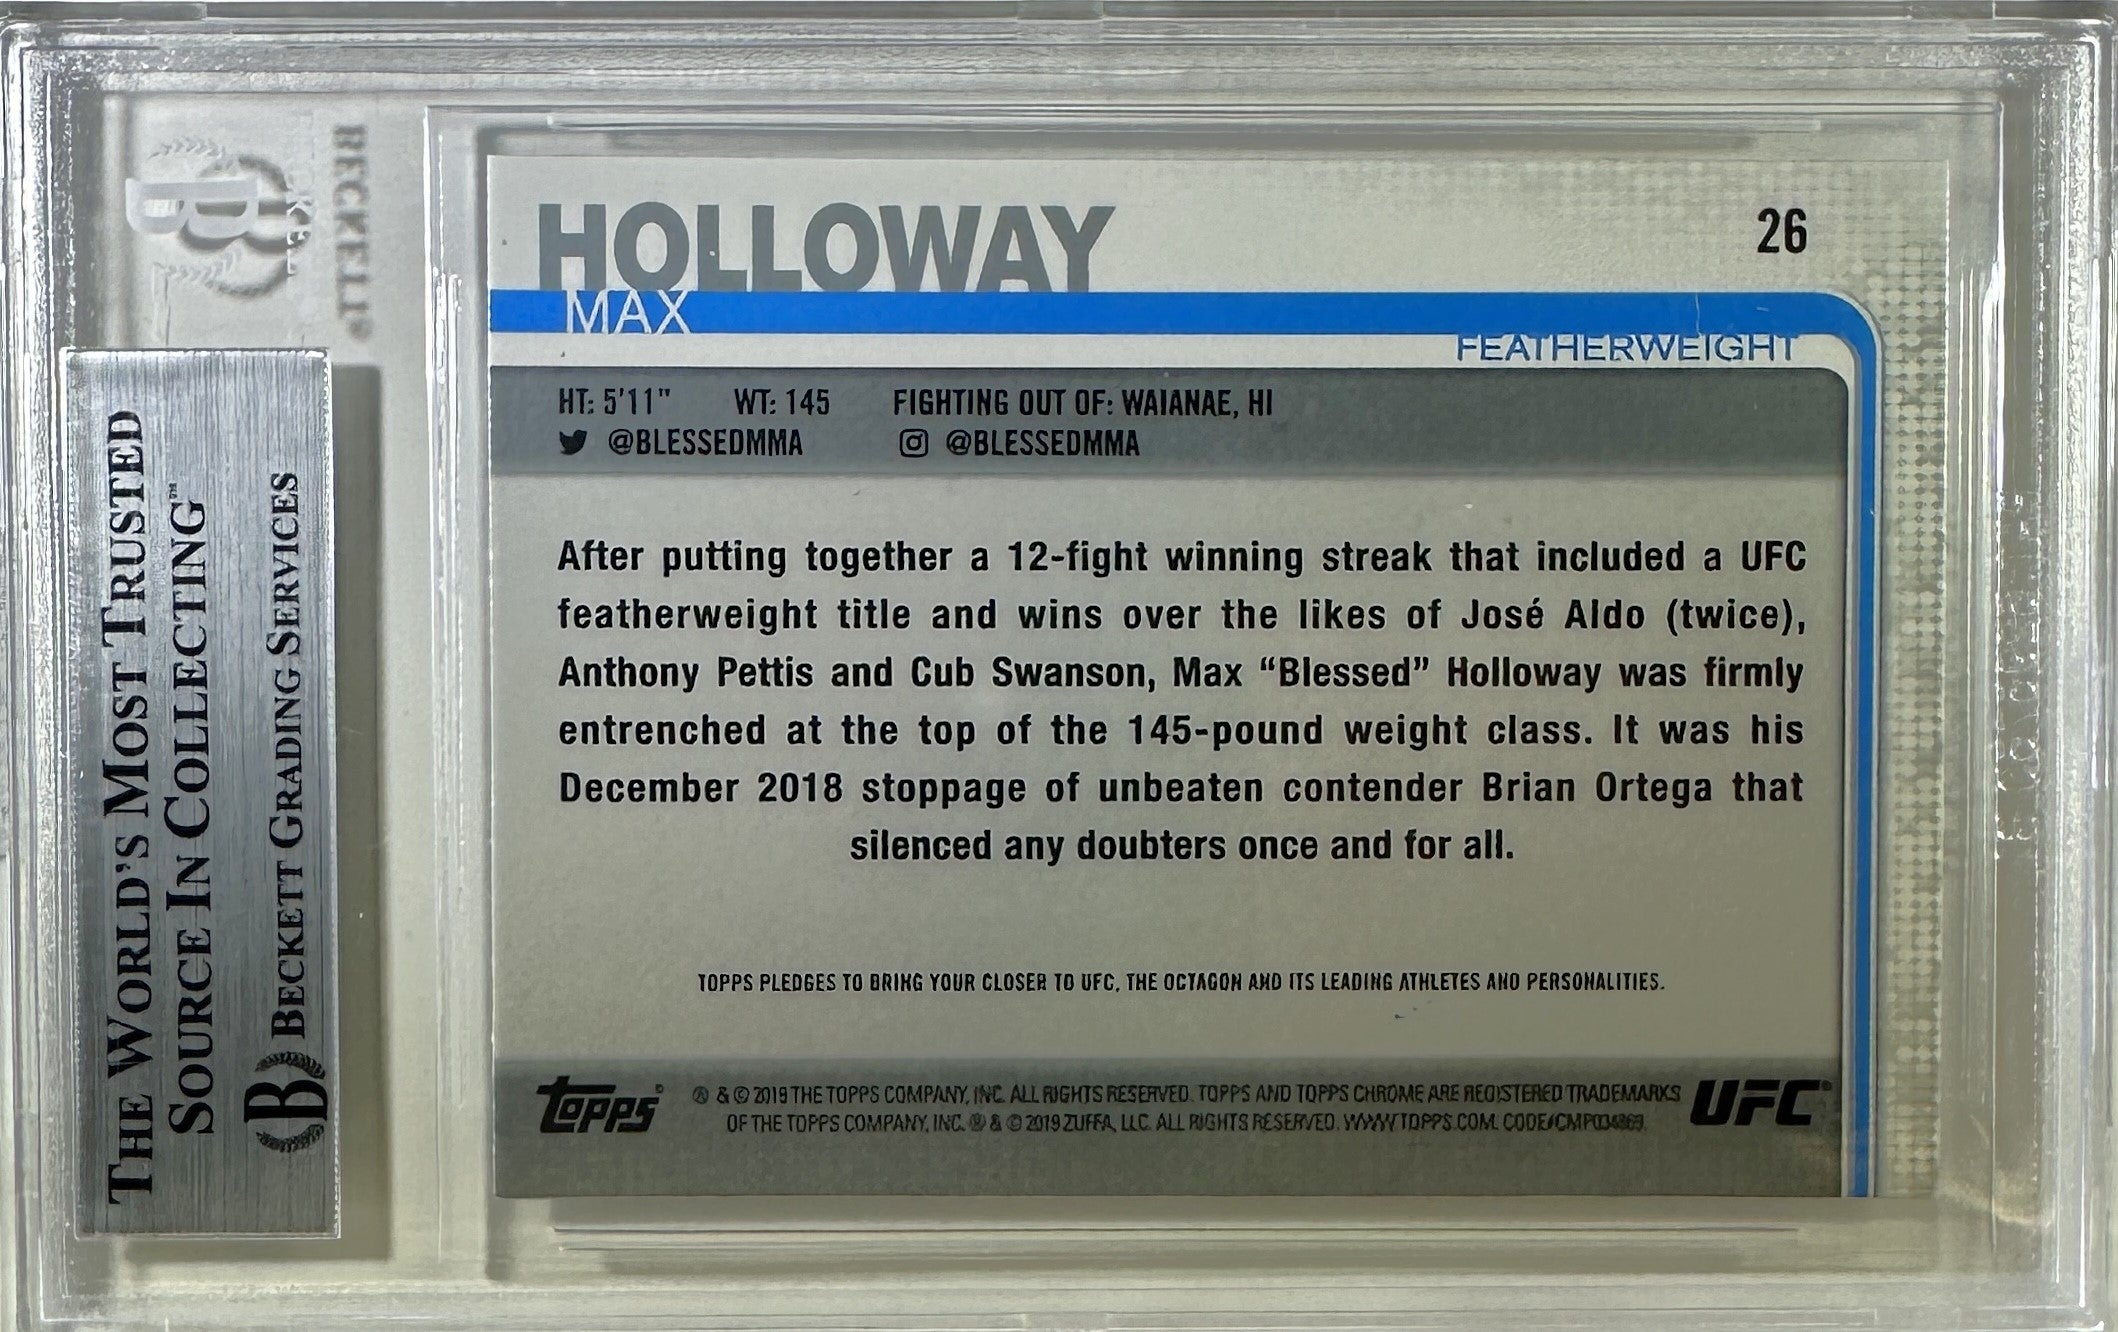 BECKETT®
THE WORLD'S MOST TRUSTED
SOURCE IN COLLECTING™
B BECKETT GRADING SERVICES
HOLLOWAY
26
MAX
FEATHERWEIGHT
HT: 5'11" WT: 145 FIGHTING OUT OF: WAIANAE, HI
@BLESSEDMMA @BLESSEDMMA
After putting together a 12-fight winning streak that included a UFC
featherweight title and wins over the likes of José Aldo (twice),
Anthony Pettis and Cub Swanson, Max “Blessed” Holloway was firmly
entrenched at the top of the 145-pound weight class. It was his
December 2018 stoppage of unbeaten contender Brian Ortega that
silenced any doubters once and for all.
TOPPS PLEDGES TO BRING YOUR CLOSER TO UFC, THE OCTAGON AND ITS LEADING ATHLETES AND PERSONALITIES.
Topps
® & © 2019 THE TOPPS COMPANY, INC. ALL RIGHTS RESERVED. TOPPS AND TOPPS CHROME ARE REGISTERED TRADEMARKS
OF THE TOPPS COMPANY, INC. ® & © 2019 ZUFFA, LLC. ALL RIGHTS RESERVED. WWW.TOPPS.COM.
UFC